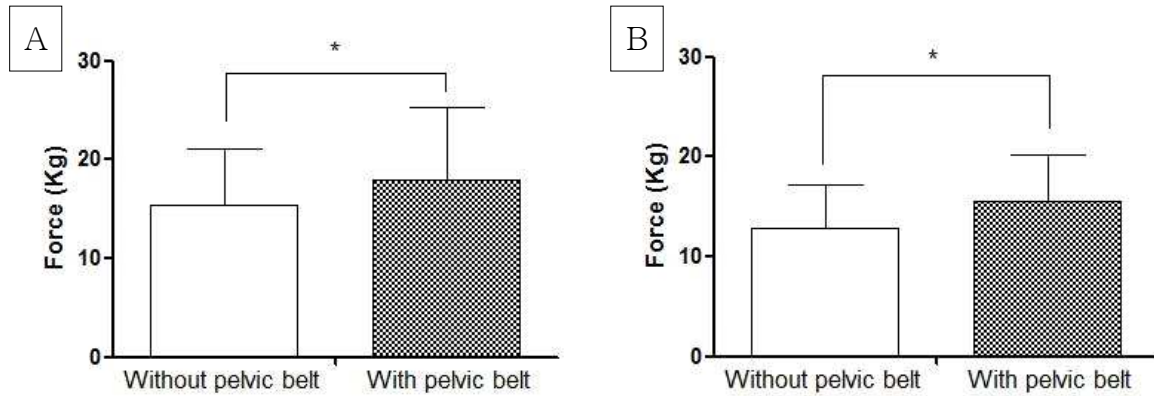 A
*
30
20
10
0
Force (Kg)
Without pelvic belt
With pelvic belt
B
*
30
20
10
0
Force (Kg)
Without pelvic belt
With pelvic belt